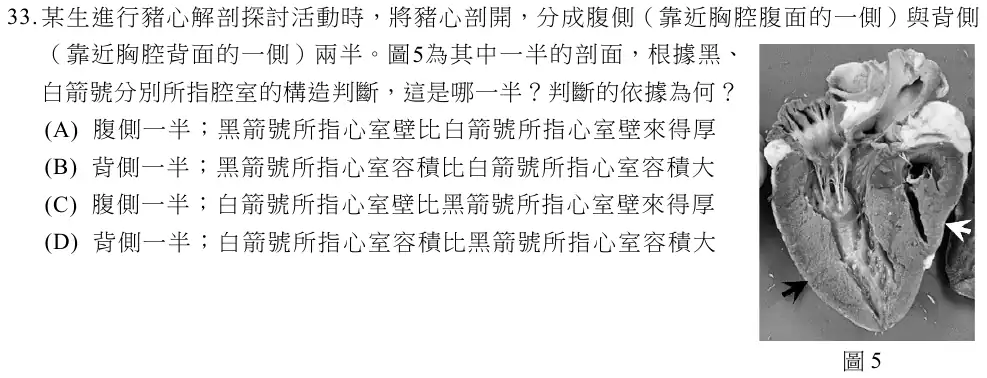 33.某生進行豬心解剖探討活動時，將豬心剖開，分成腹側（靠近胸腔腹面的一側）與背側
（靠近胸腔背面的一側）兩半。圖5為其中一半的剖面，根據黑、
白箭號分別所指腔室的構造判斷，這是哪一半？判斷的依據為何？
(A) 腹側一半；黑箭號所指心室壁比白箭號所指心室壁來得厚
(B) 背側一半；黑箭號所指心室容積比白箭號所指心室容積大
(C) 腹側一半；白箭號所指心室壁比黑箭號所指心室壁來得厚
(D) 背側一半；白箭號所指心室容積比黑箭號所指心室容積大
圖 5